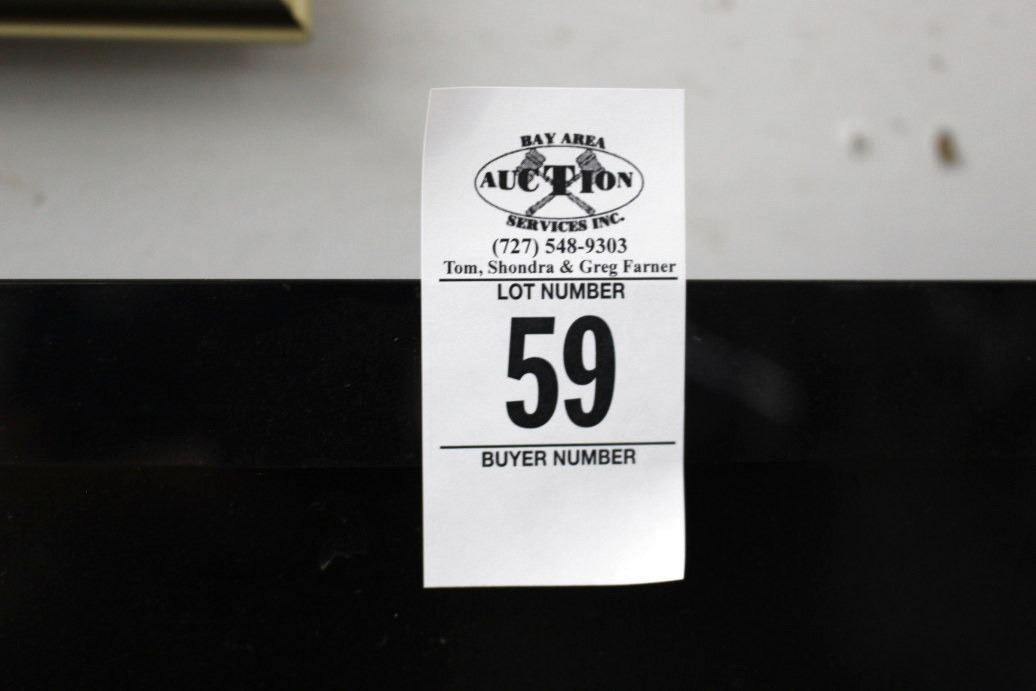 BAY AREA
AUCTION
SERVICES INC.
(727) 548-9303
Tom, Shondra & Greg Farner
LOT NUMBER
59
BUYER NUMBER